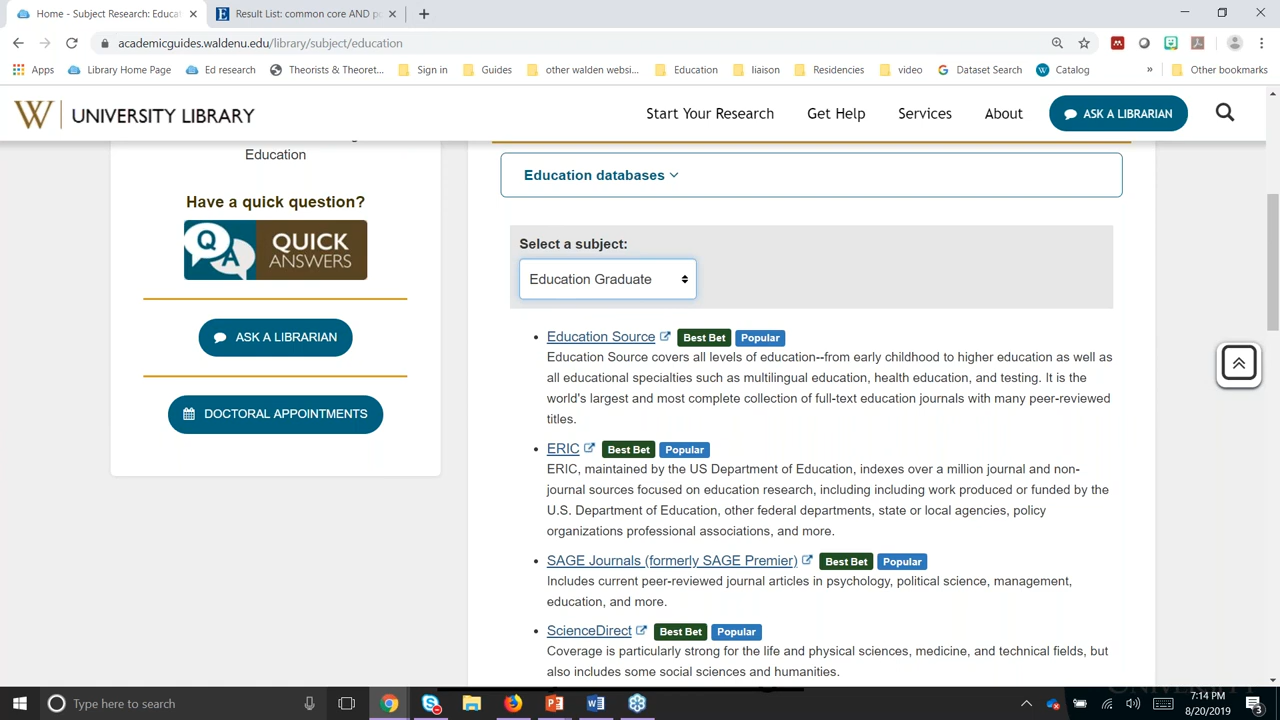 Home - Subject Research: Educat
Result List: common core AND pu
academicguides.waldenu.edu/library/subject/education
Apps
Library Home Page
Ed research
Theorists & Theoret...
Sign in
Guides
other walden websi...
Education
liaison
Residencies
video
Dataset Search
Catalog
»
Other bookmarks
W UNIVERSITY LIBRARY
Start Your Research
Get Help
Services
About
ASK A LIBRARIAN
Education
Have a quick question?
Q A QUICK
ANSWERS
ASK A LIBRARIAN
DOCTORAL APPOINTMENTS
Education databases
Select a subject:
Education Graduate
• Education Source Best Bet Popular
Education Source covers all levels of education--from early childhood to higher education as well as
all educational specialties such as multilingual education, health education, and testing. It is the
world's largest and most complete collection of full-text education journals with many peer-reviewed
titles.
• ERIC Best Bet Popular
ERIC, maintained by the US Department of Education, indexes over a million journal and non-
journal sources focused on education research, including including work produced or funded by the
U.S. Department of Education, other federal departments, state or local agencies, policy
organizations professional associations, and more.
• SAGE Journals (formerly SAGE Premier) Best Bet Popular
Includes current peer-reviewed journal articles in psychology, political science, management,
education, and more.
• ScienceDirect Best Bet Popular
Coverage is particularly strong for the life and physical sciences, medicine, and technical fields, but
also includes some social sciences and humanities.
Type here to search
7:14 PM
8/20/2019
3